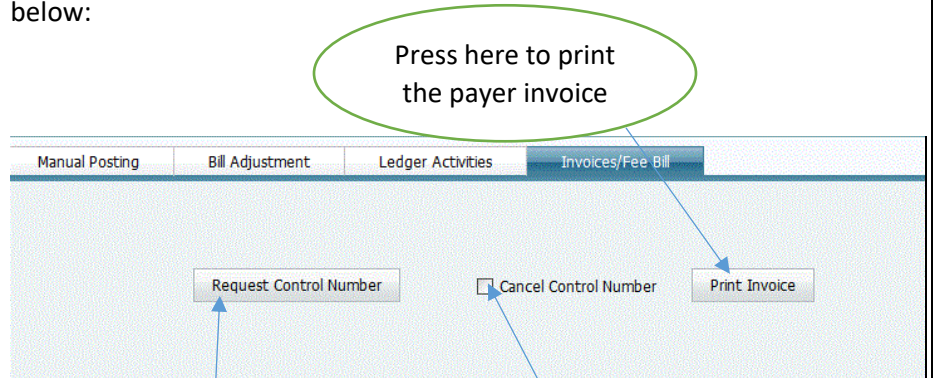 below:
Press here to print
the payer invoice
Manual Posting Bill Adjustment Ledger Activities Invoices/Fee Bill
Request Control Number Cancel Control Number Print Invoice